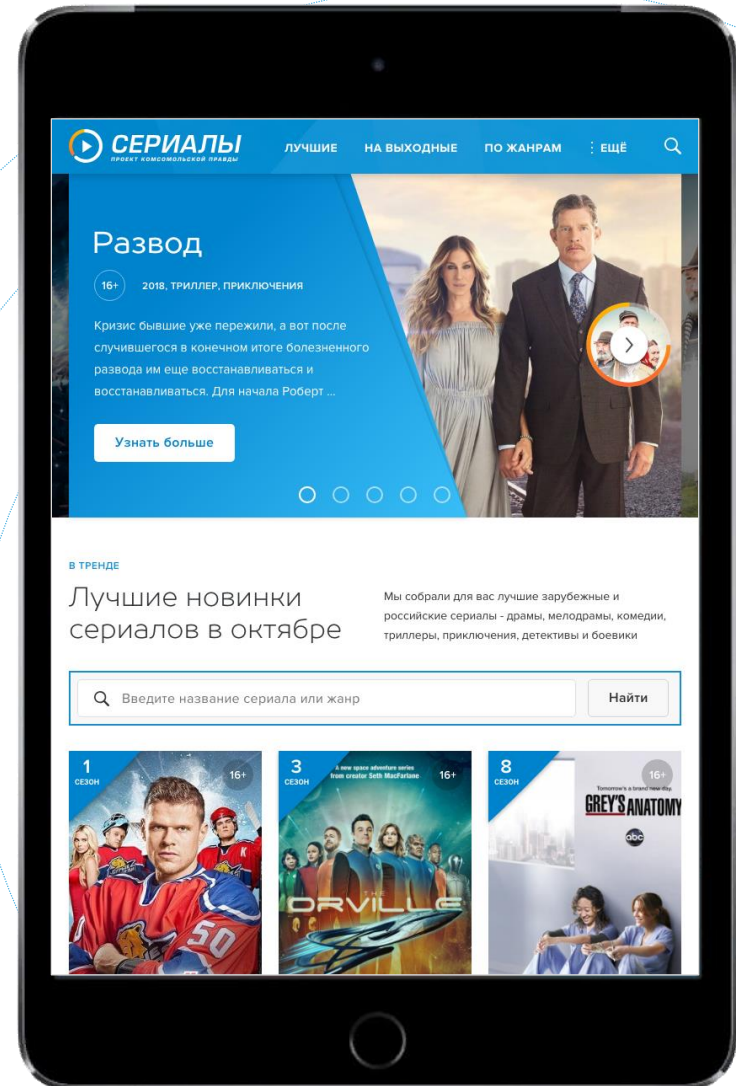 СЕРИАЛЫ
ПРОЕКТ КОМСОМОЛЬСКОЙ ПРАВДЫ
ЛУЧШИЕ НА ВЫХОДНЫЕ ПО ЖАНРАМ ЕЩЁ
Развод
16+ 2018, ТРИЛЛЕР, ПРИКЛЮЧЕНИЯ
Кризис бывшие уже пережили, а вот после
случившегося в конечном итоге болезненного
развода им еще восстанавливаться и
восстанавливаться. Для начала Роберт ...
Узнать больше
В ТРЕНДЕ
Лучшие новинки
сериалов в октябре
Мы собрали для вас лучшие зарубежные и
российские сериалы - драмы, мелодрамы, комедии,
триллеры, приключения, детективы и боевики
Введите название сериала или жанр
Найти
1
СЕЗОН
16+
K
50
3
СЕЗОН
A new space adventure series
from creator Seth MacFarlane
16+
THE
ORVILLE
8
СЕЗОН
16+
Tomorrow's a brand new day.
GREY'S ANATOMY
abc